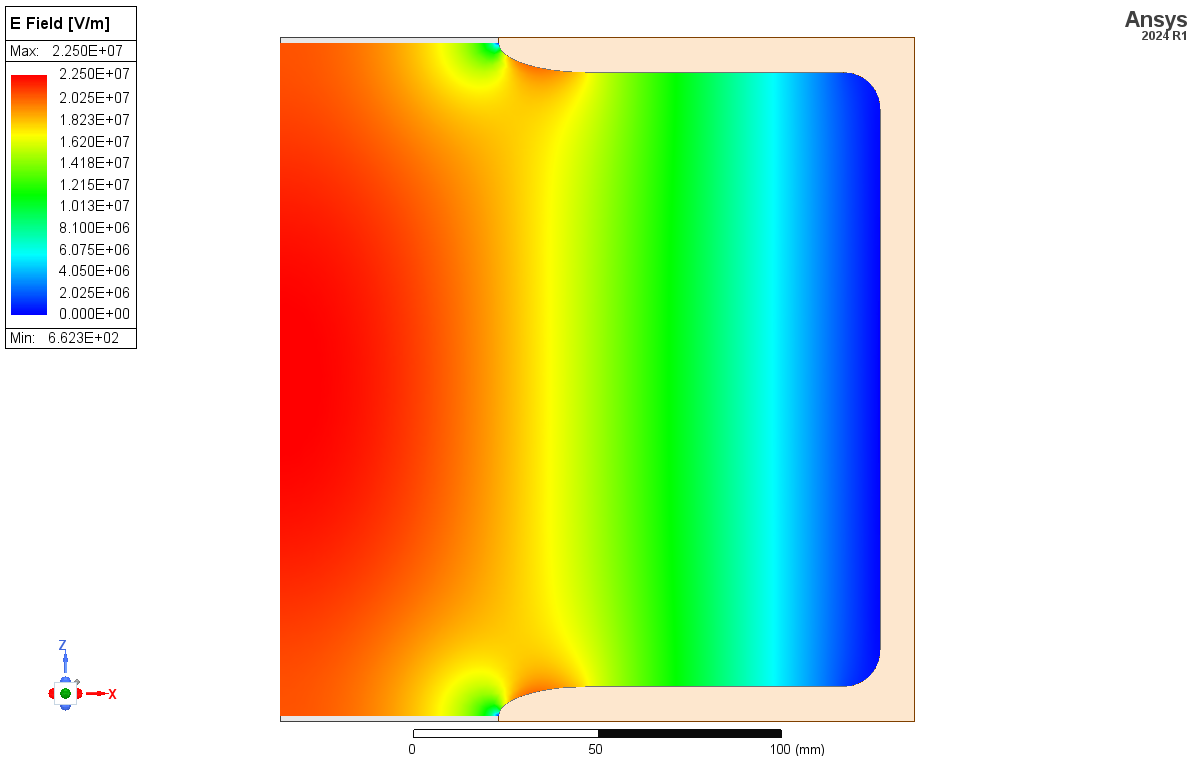 E Field [V/m]
Max: 2.250E+07
2.250E+07
2.025E+07
1.823E+07
1.620E+07
1.418E+07
1.215E+07
1.013E+07
8.100E+06
6.075E+06
4.050E+06
2.025E+06
0.000E+00
Min: 6.623E+02
Ansys
2024 R1
Z
X
0 50 100 (mm)